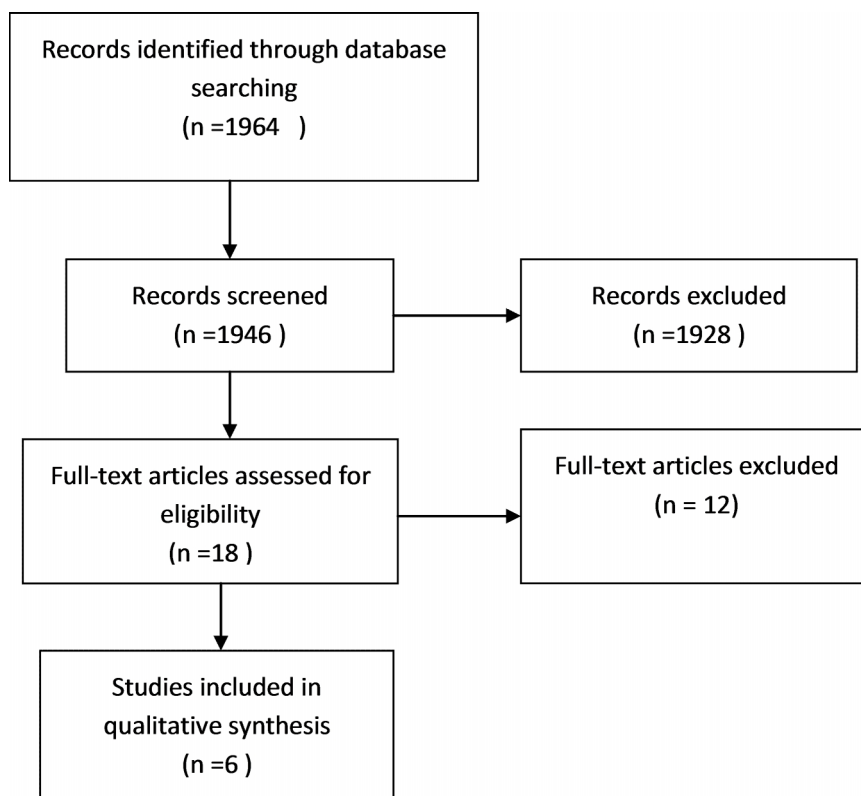 Records identified through database
searching
(n =1964   )
Records screened
(n =1946 )
Records excluded
(n =1928 )
Full-text articles assessed for
eligibility
(n =18 )
Full-text articles excluded
(n = 12)
Studies included in
qualitative synthesis
(n =6 )